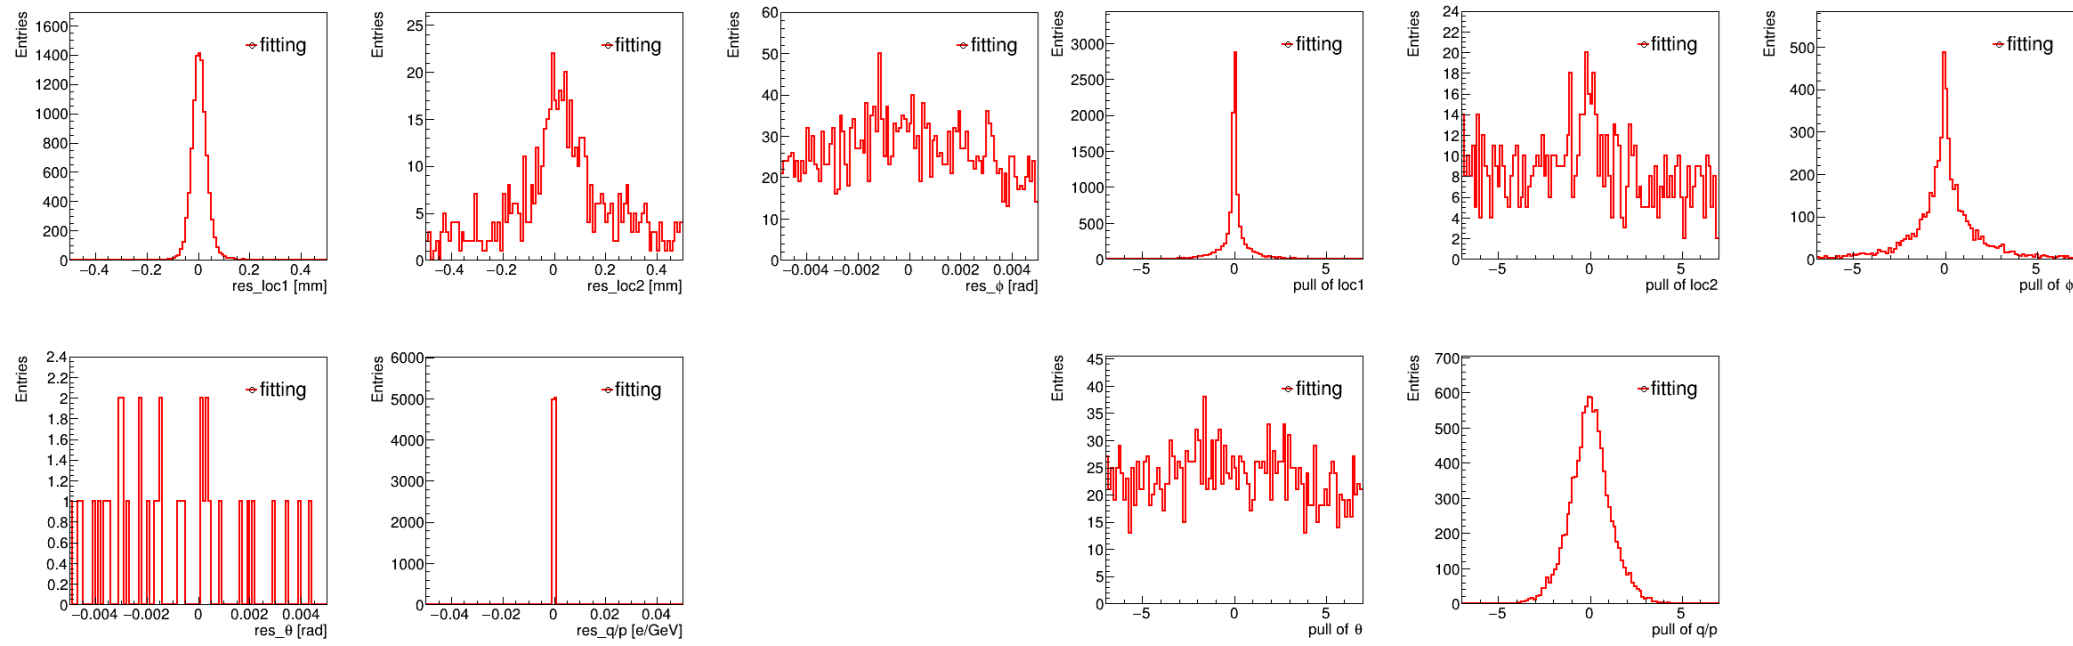 Entries
1600
1400
1200
1000
800
600
400
200
0
−0.4 −0.2 0 0.2 0.4
res_loc1 [mm]
fitting
Entries
25
20
15
10
5
0
−0.4 −0.2 0 0.2 0.4
res_loc2 [mm]
fitting
Entries
60
50
40
30
20
10
0
−0.004 −0.002 0 0.002 0.004
res_ϕ [rad]
fitting
Entries
3000
2500
2000
1500
1000
500
0
−5 0 5
pull of loc1
fitting
Entries
24
22
20
18
16
14
12
10
8
6
4
2
0
−5 0 5
pull of loc2
fitting
Entries
500
400
300
200
100
0
−5 0 5
pull of ϕ
fitting
Entries
2.4
2.2
2
1.8
1.6
1.4
1.2
1
0.8
0.6
0.4
0.2
0
−0.004 −0.002 0 0.002 0.004
res_θ [rad]
fitting
Entries
6000
5000
4000
3000
2000
1000
0
−0.04 −0.02 0 0.02 0.04
res_q/p [e/GeV]
fitting
Entries
45
40
35
30
25
20
15
10
5
0
−5 0 5
pull of θ
fitting
Entries
700
600
500
400
300
200
100
0
−5 0 5
pull of q/p
fitting